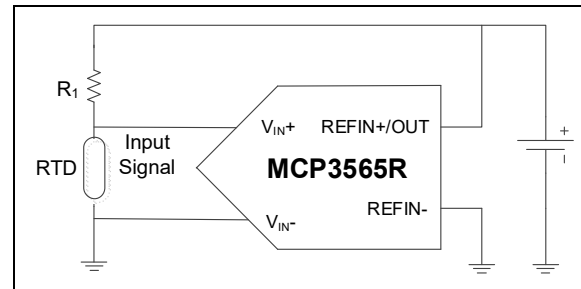 R₁
RTD
Input
Signal
VIN+
VIN-
REFIN+/OUT
MCP3565R
REFIN-
+
-